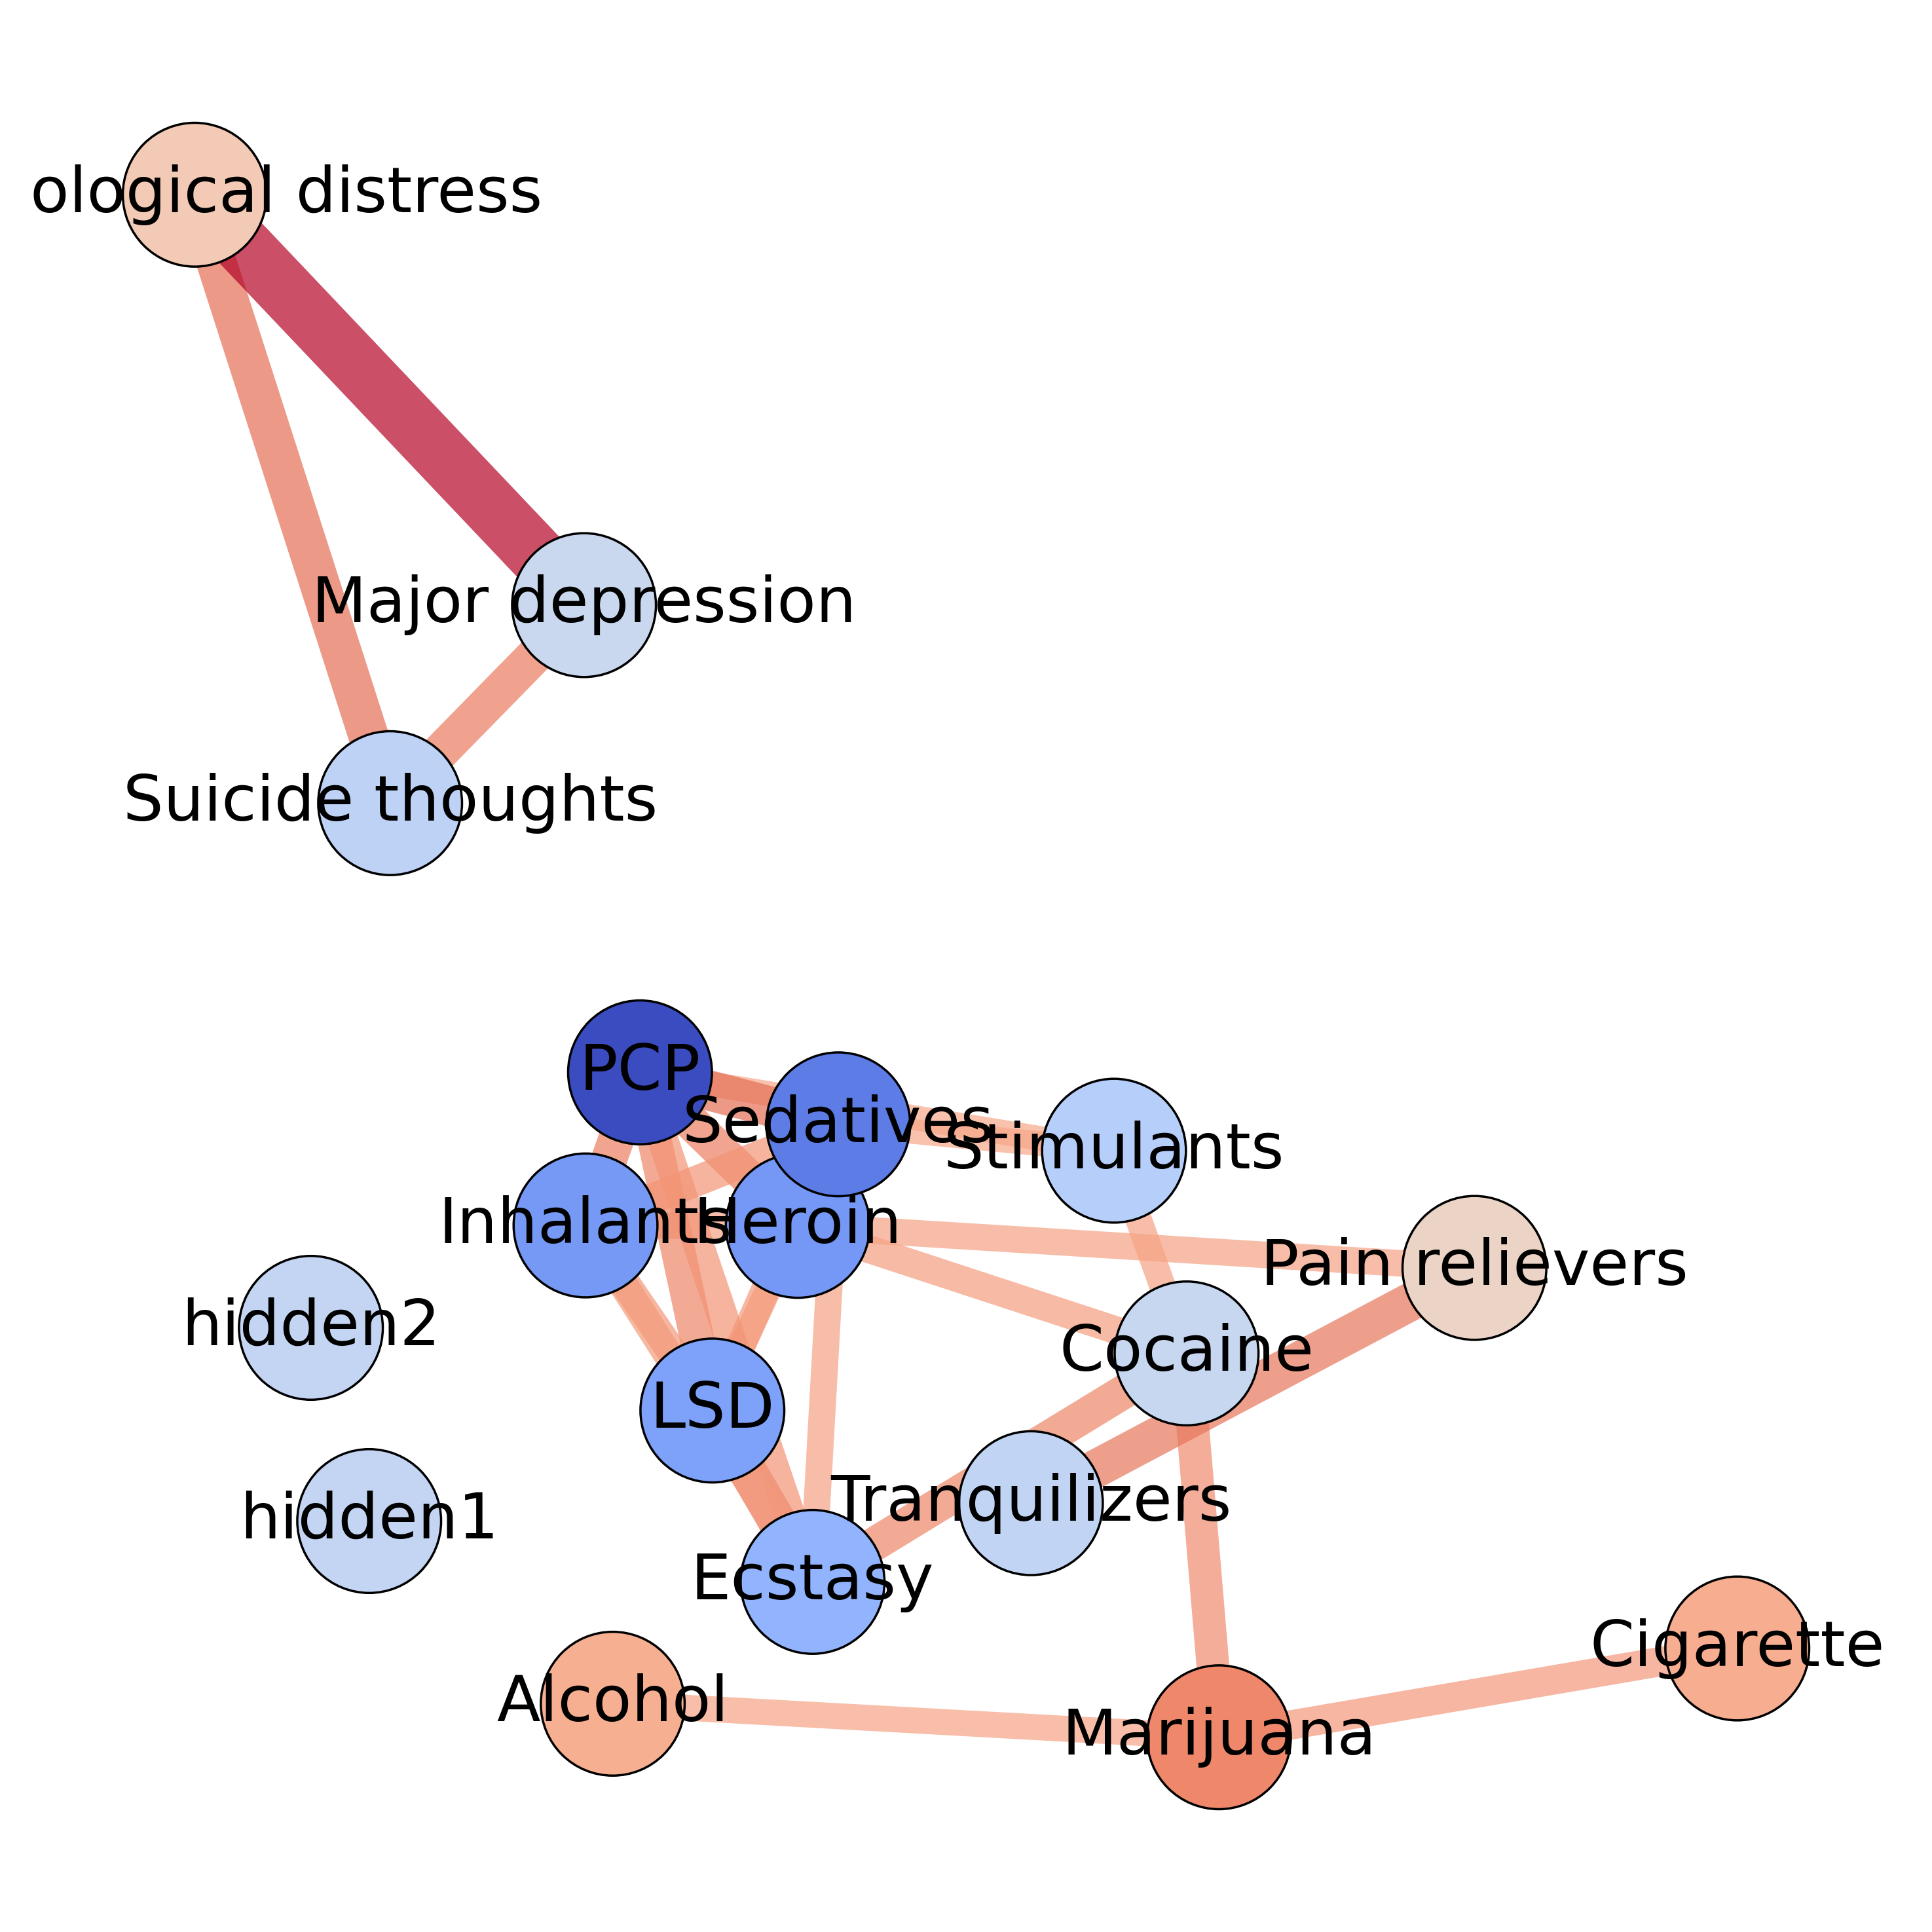 ological distress
Major depression
Suicide thoughts
PCP
Sedatives
Stimulants
Inhalants
Heroin
Pain relievers
hidden2
Cocaine
LSD
Tranquilizers
hidden1
Ecstasy
Cigarette
Alcohol
Marijuana